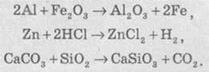 2Al + Fe₂O₃ → Al₂O₃ + 2Fe,
Zn + 2HCl → ZnCl₂ + H₂,
CaCO₃ + SiO₂ → CaSiO₃ + CO₂.